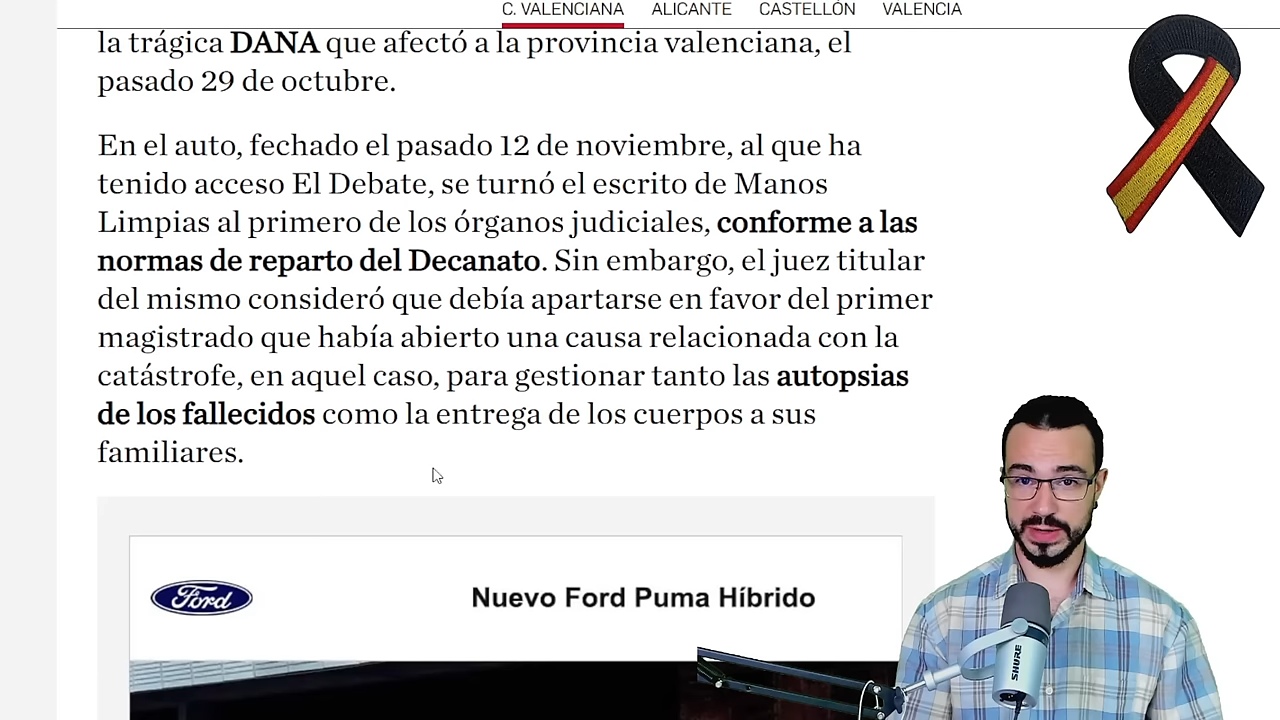 C. VALENCIANA ALICANTE CASTELLÓN VALENCIA
la trágica DANA que afectó a la provincia valenciana, el
pasado 29 de octubre.
En el auto, fechado el pasado 12 de noviembre, al que ha
tenido acceso El Debate, se turnó el escrito de Manos
Limpias al primero de los órganos judiciales, conforme a las
normas de reparto del Decanato. Sin embargo, el juez titular
del mismo consideró que debía apartarse en favor del primer
magistrado que había abierto una causa relacionada con la
catástrofe, en aquel caso, para gestionar tanto las autopsias
de los fallecidos como la entrega de los cuerpos a sus
familiares.
Ford
Nuevo Ford Puma Híbrido
SHURE